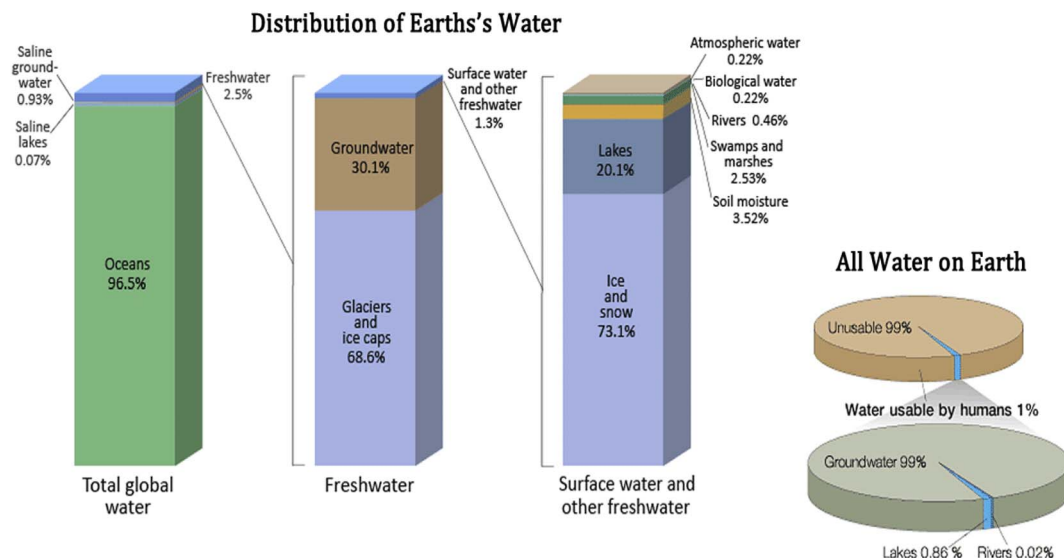 Distribution of Earths's Water
Saline
ground-
water
0.93%
Saline
lakes
0.07%
Freshwater
2.5%
Oceans
96.5%
Total global
water
Surface water
and other
freshwater
1.3%
Groundwater
30.1%
Glaciers
and
ice caps
68.6%
Freshwater
Atmospheric water
0.22%
Biological water
0.22%
Rivers 0.46%
Swamps and
marshes
2.53%
Soil moisture
3.52%
Lakes
20.1%
Ice
and
snow
73.1%
Surface water and
other freshwater
All Water on Earth
Unusable 99%
Water usable by humans 1%
Groundwater 99%
Lakes 0.86 %
Rivers 0.02%